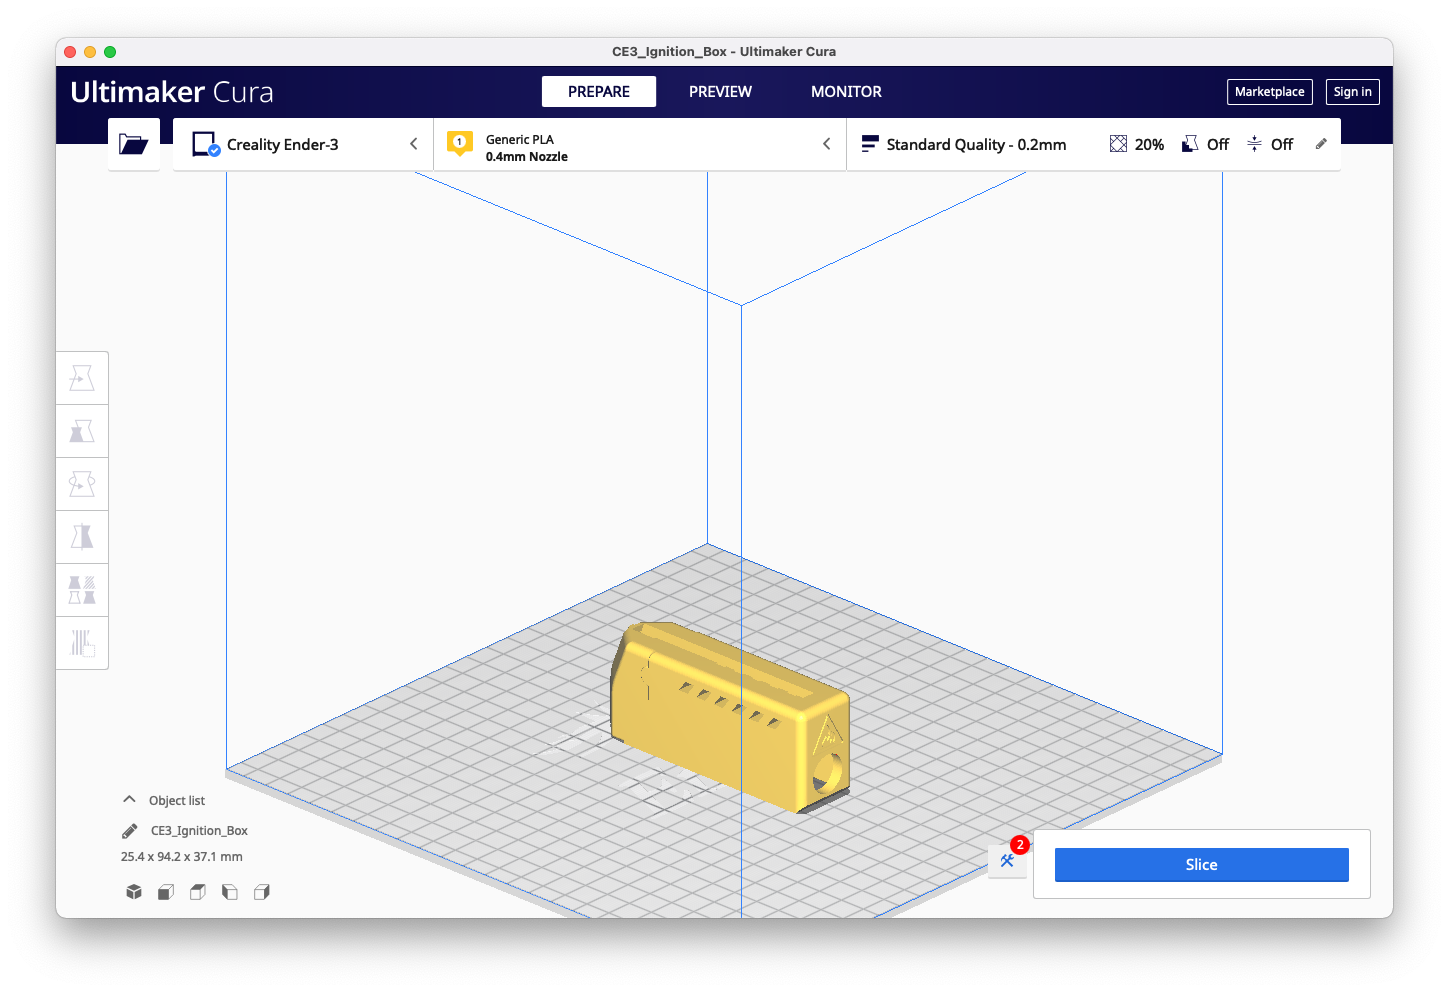 CE3_Ignition_Box - Ultimaker Cura
Ultimaker Cura
PREPARE
PREVIEW
MONITOR
Marketplace
Sign in
Creality Ender-3
1
Generic PLA
0.4mm Nozzle
Standard Quality - 0.2mm
20%
Off
Off
Object list
CE3_Ignition_Box
25.4 x 94.2 x 37.1 mm
2
Slice